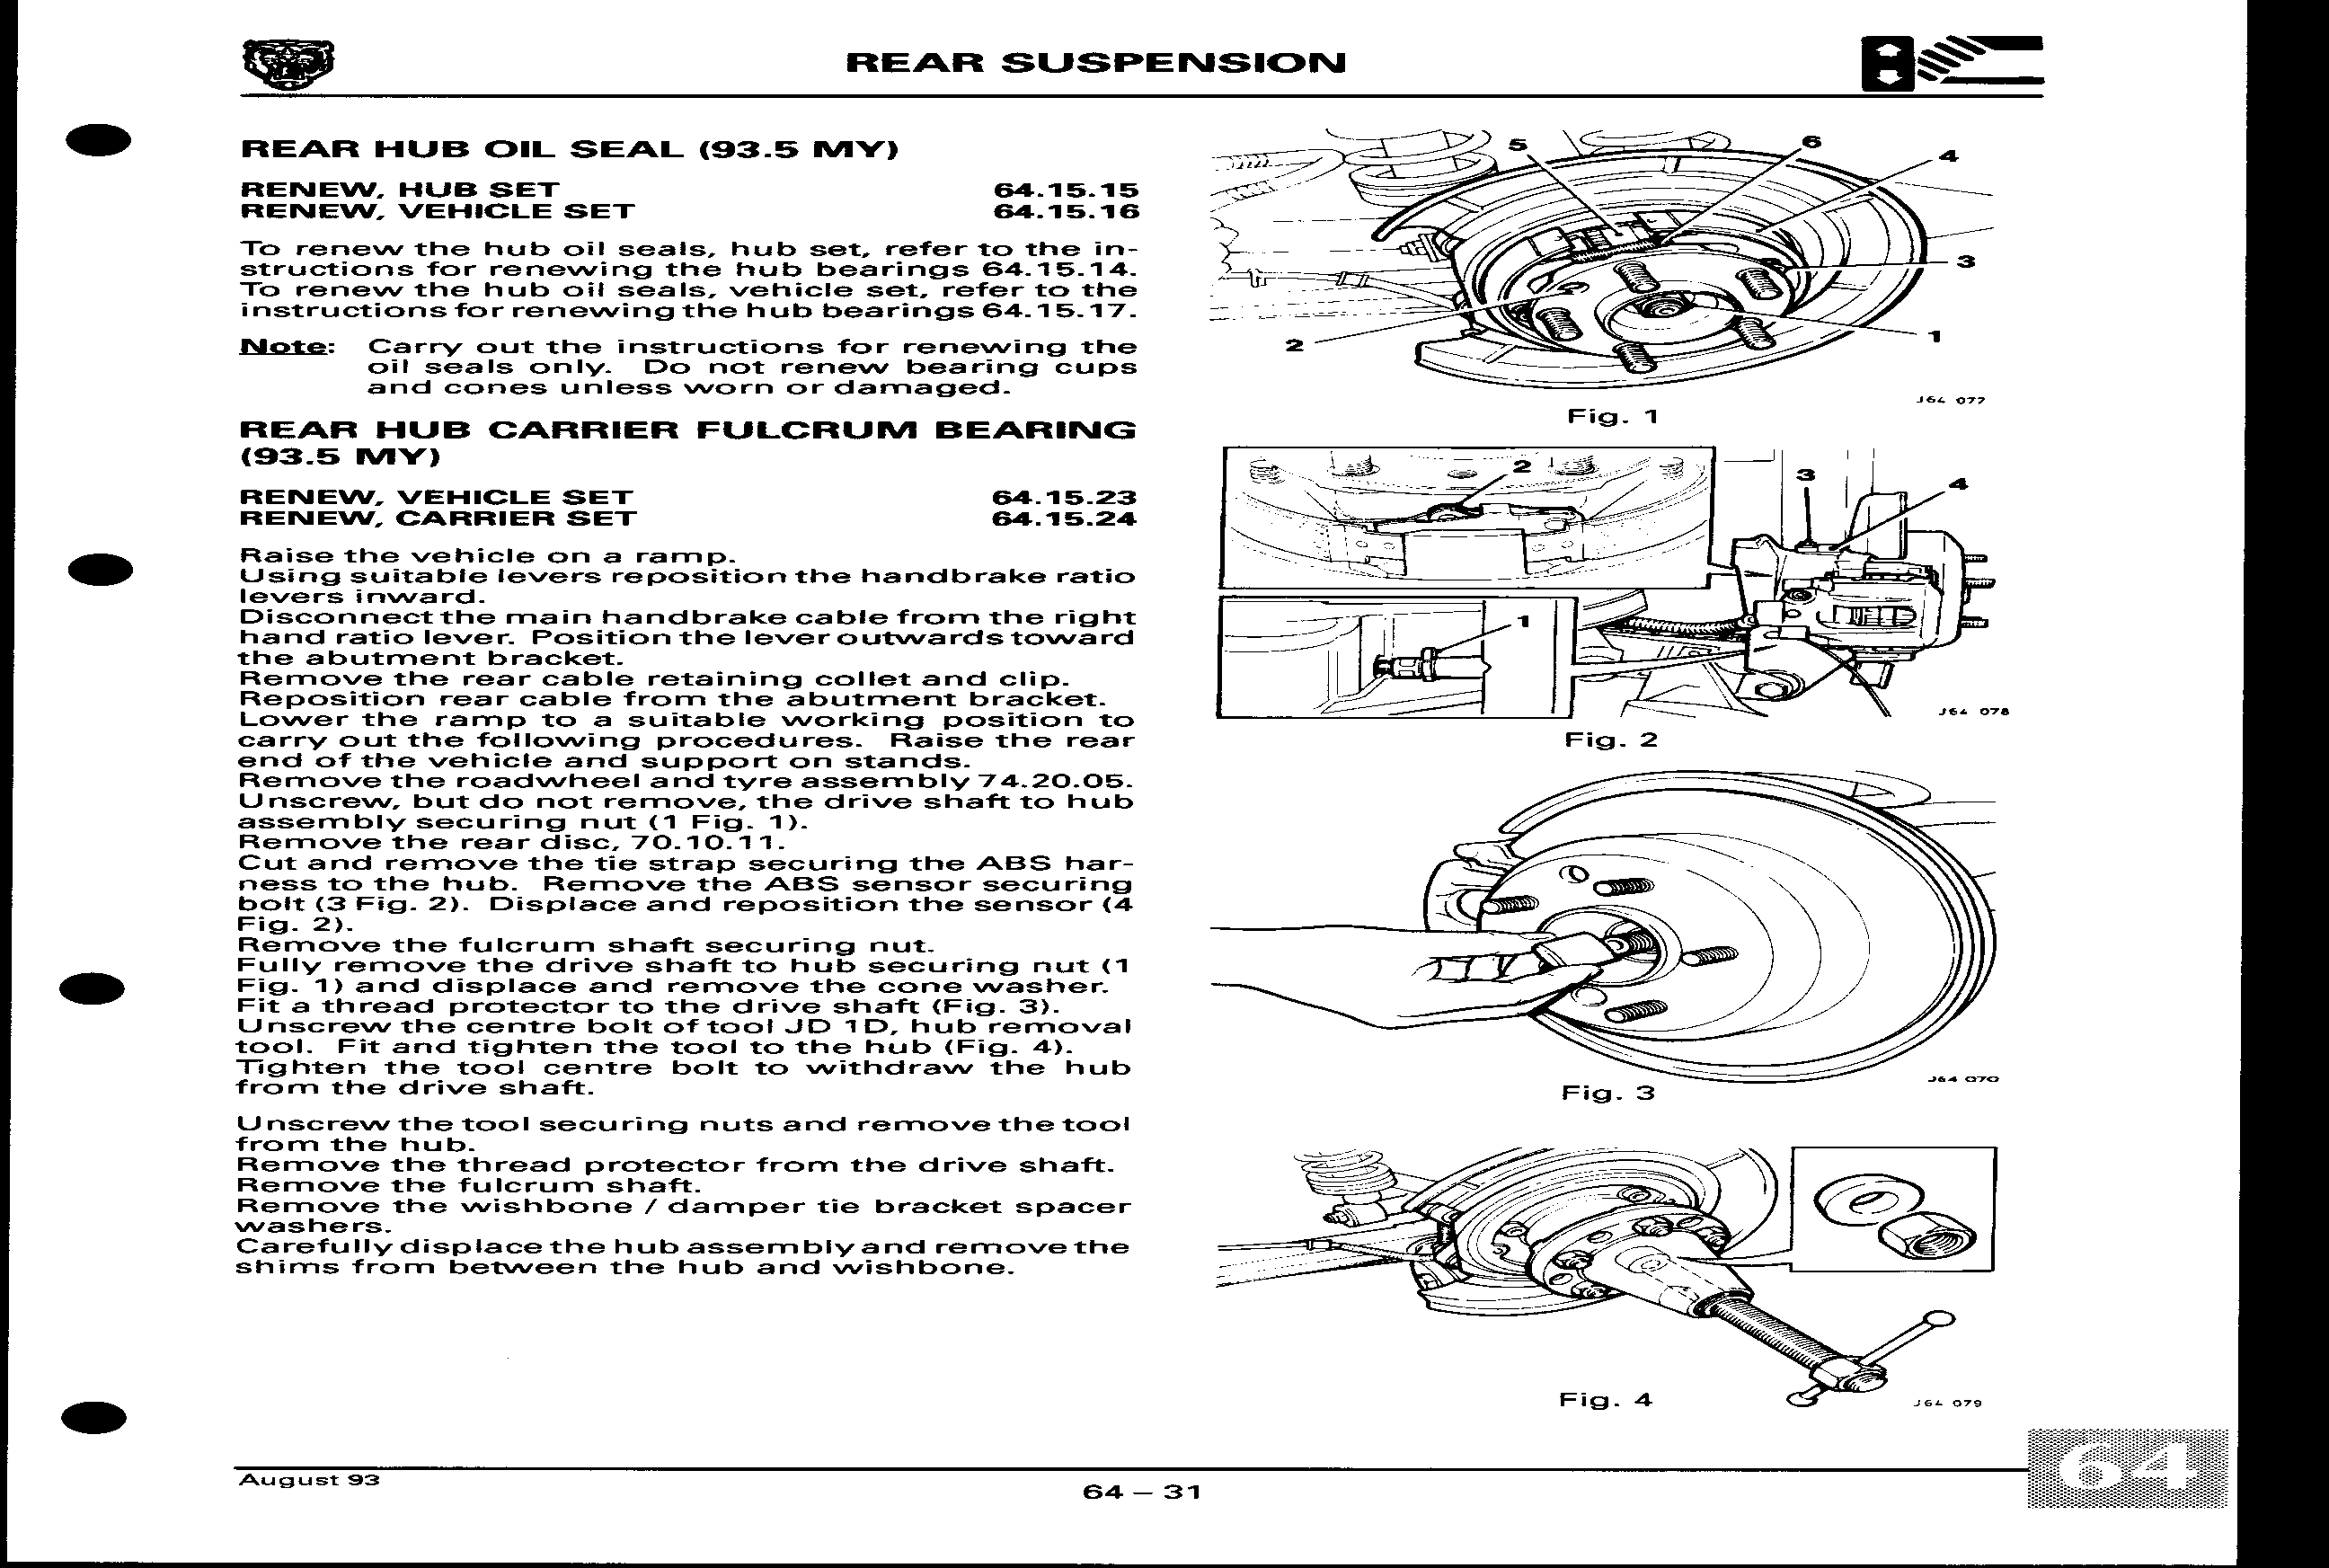 REAR SUSPENSION
REAR HUB OIL SEAL (93.5 MY)
RENEW, HUB SET 64.15.15
RENEW, VEHICLE SET 64.15.16
To renew the hub oil seals, hub set, refer to the in-
structions for renewing the hub bearings 64.15.14.
To renew the hub oil seals, vehicle set, refer to the
instructions for renewing the hub bearings 64.15.17.
Note: Carry out the instructions for renewing the
oil seals only. Do not renew bearing cups
and cones unless worn or damaged.
REAR HUB CARRIER FULCRUM BEARING
(93.5 MY)
RENEW, VEHICLE SET 64.15.23
RENEW, CARRIER SET 64.15.24
Raise the vehicle on a ramp.
Using suitable levers reposition the handbrake ratio
levers inward.
Disconnect the main handbrake cable from the right
hand ratio lever. Position the lever outwards toward
the abutment bracket.
Remove the rear cable retaining collet and clip.
Reposition rear cable from the abutment bracket.
Lower the ramp to a suitable working position to
carry out the following procedures. Raise the rear
end of the vehicle and support on stands.
Remove the roadwheel and tyre assembly 74.20.05.
Unscrew, but do not remove, the drive shaft to hub
assembly securing nut (1 Fig. 1).
Remove the rear disc, 70.10.11.
Cut and remove the tie strap securing the ABS har-
ness to the hub. Remove the ABS sensor securing
bolt (3 Fig. 2). Displace and reposition the sensor (4
Fig. 2).
Remove the fulcrum shaft securing nut.
Fully remove the drive shaft to hub securing nut (1
Fig. 1) and displace and remove the cone washer.
Fit a thread protector to the drive shaft (Fig. 3).
Unscrew the centre bolt of tool JD 1D, hub removal
tool. Fit and tighten the tool to the hub (Fig. 4).
Tighten the tool centre bolt to withdraw the hub
from the drive shaft.
Unscrew the tool securing nuts and remove the tool
from the hub.
Remove the thread protector from the drive shaft.
Remove the fulcrum shaft.
Remove the wishbone / damper tie bracket spacer
washers.
Carefully displace the hub assembly and remove the
shims from between the hub and wishbone.
5 6 4
3
2 1
J64 077
Fig. 1
2 3 4
1
J64 078
Fig. 2
J64 070
Fig. 3
Fig. 4
J64 079
August 93
64 – 31
64